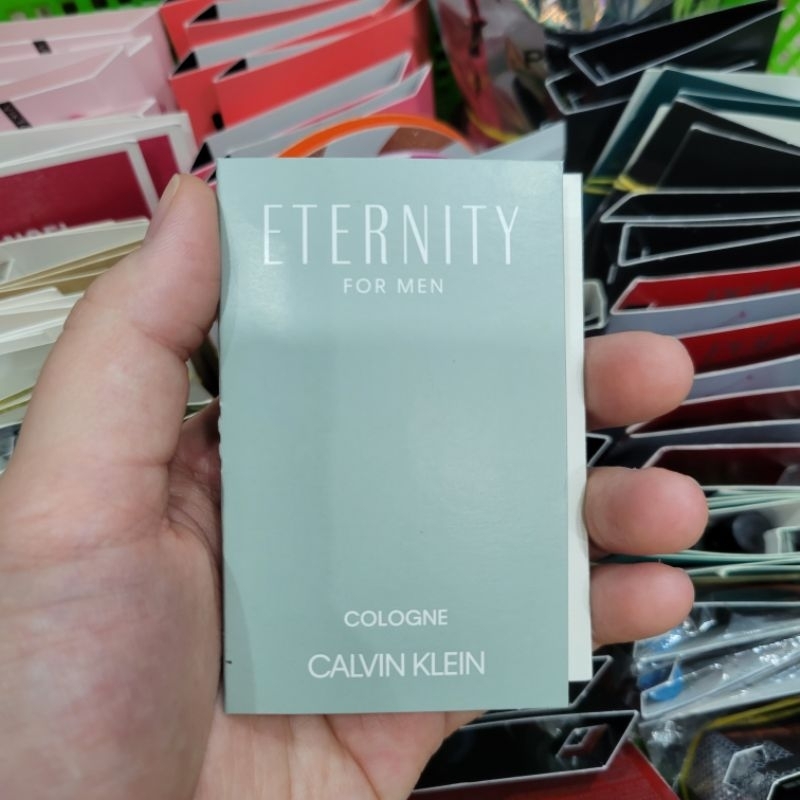 ETERNITY
FOR MEN
COLOGNE
CALVIN KLEIN